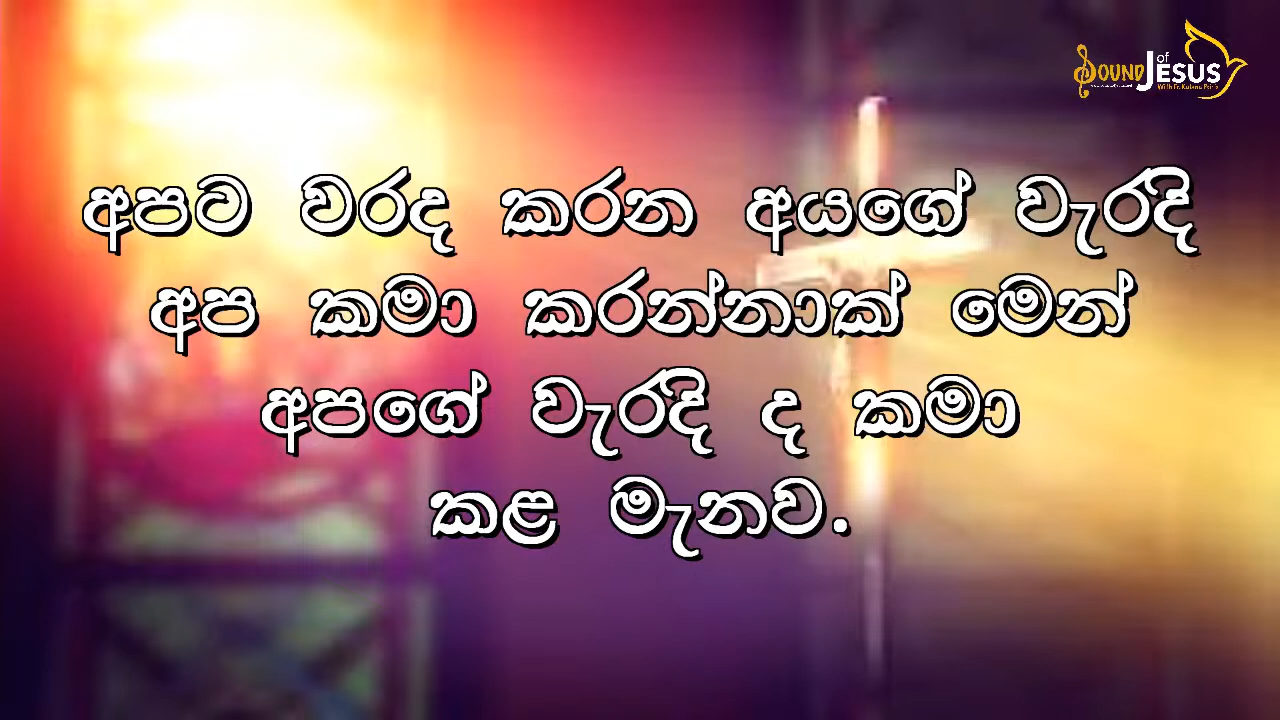 Sound of Jesus
අපට වරද කරන අයගේ වැරදි
අප කමා කරන්නාක් මෙන්
අපගේ වැරදි ද කමා
කළ මැනව.